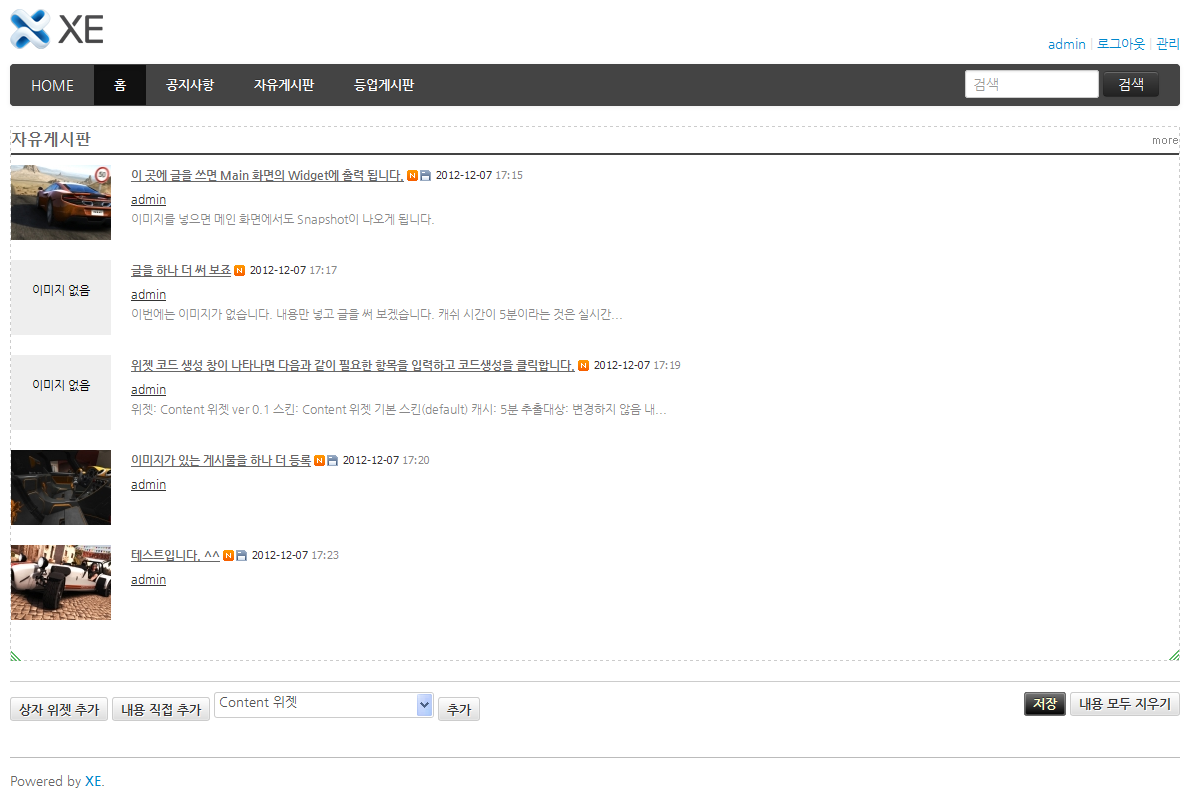 XE
admin | 로그아웃 | 관리
HOME 홈 공지사항 자유게시판 등업게시판 검색 검색
자유게시판 more
50
이 곳에 글을 쓰면 Main 화면의 Widget에 출력 됩니다. N 2012-12-07 17:15
admin
이미지를 넣으면 메인 화면에서도 Snapshot이 나오게 됩니다.
이미지 없음
글을 하나 더 써 보죠 N 2012-12-07 17:17
admin
이번에는 이미지가 없습니다. 내용만 넣고 글을 써 보겠습니다. 캐쉬 시간이 5분이라는 것은 실시간...
이미지 없음
위젯 코드 생성 창이 나타나면 다음과 같이 필요한 항목을 입력하고 코드생성을 클릭합니다. N 2012-12-07 17:19
admin
위젯: Content 위젯 ver 0.1 스킨: Content 위젯 기본 스킨(default) 캐시: 5분 추출대상: 변경하지 않음 내...
이미지가 있는 게시물을 하나 더 등록 N 2012-12-07 17:20
admin
테스트입니다. ^^ N 2012-12-07 17:23
admin
상자 위젯 추가 내용 직접 추가 Content 위젯 추가 저장 내용 모두 지우기
Powered by XE.